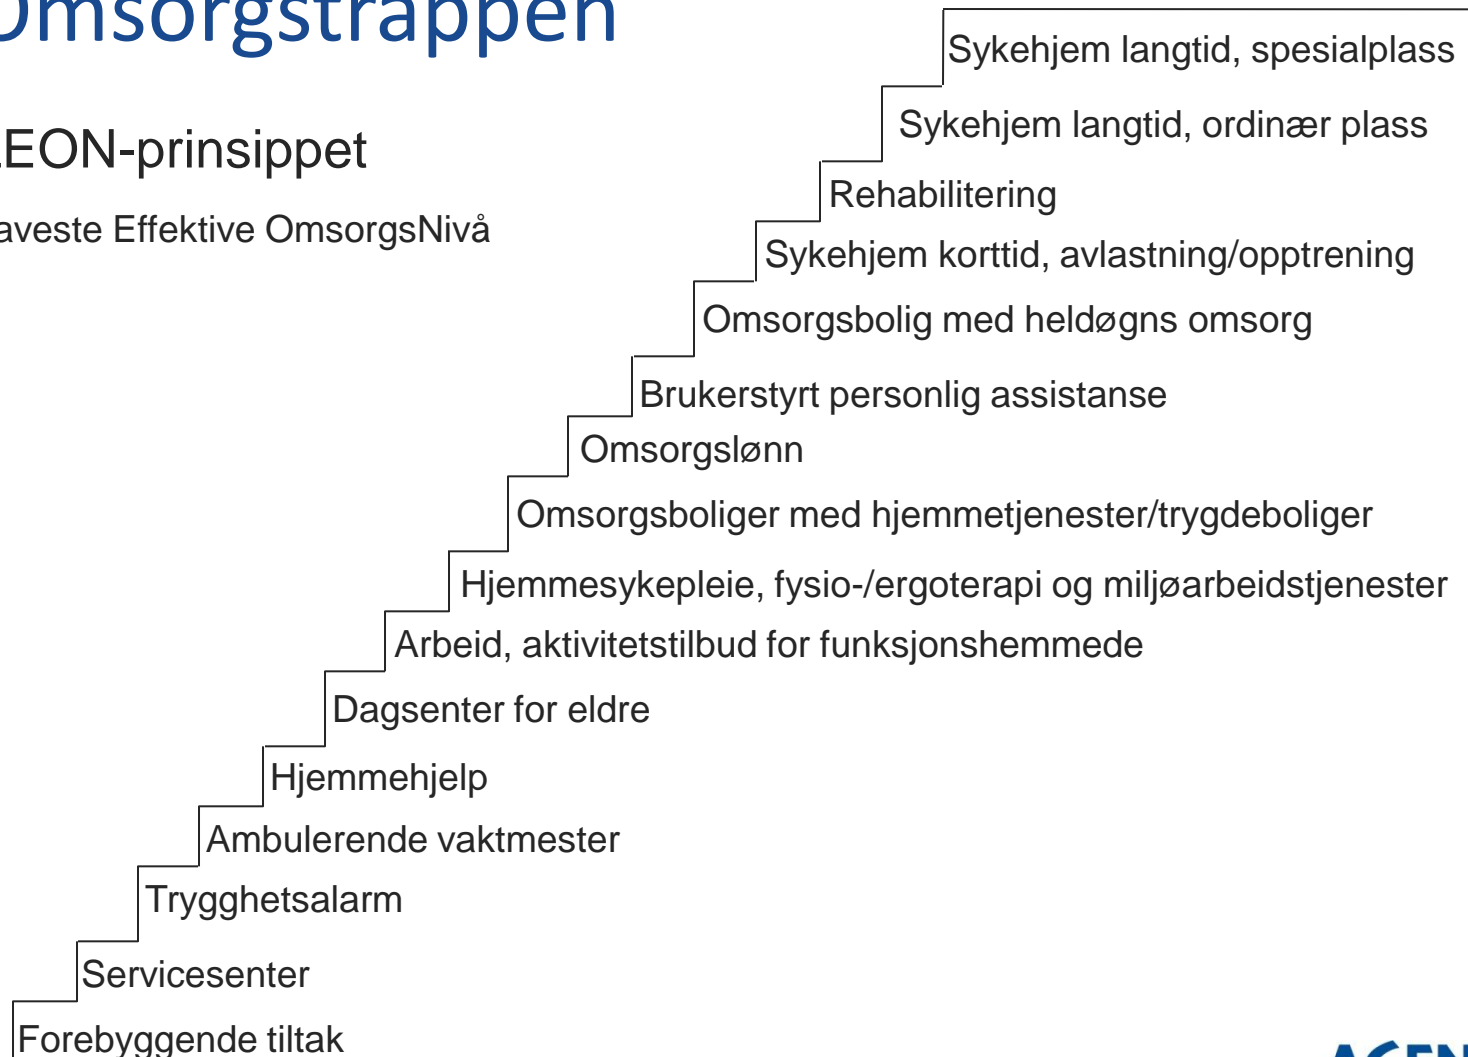 Omsorgstrappen
LEON-prinsippet
Laveste Effektive OmsorgsNivå
Sykehjem langtid, spesialplass
Sykehjem langtid, ordinær plass
Rehabilitering
Sykehjem korttid, avlastning/opptrening
Omsorgsbolig med heldøgns omsorg
Brukerstyrt personlig assistanse
Omsorgslønn
Omsorgsboliger med hjemmetjenester/trygdeboliger
Hjemmesykepleie, fysio-/ergoterapi og miljøarbeidstjenester
Arbeid, aktivitetstilbud for funksjonshemmede
Dagsenter for eldre
Hjemmehjelp
Ambulerende vaktmester
Trygghetsalarm
Servicesenter
Forebyggende tiltak